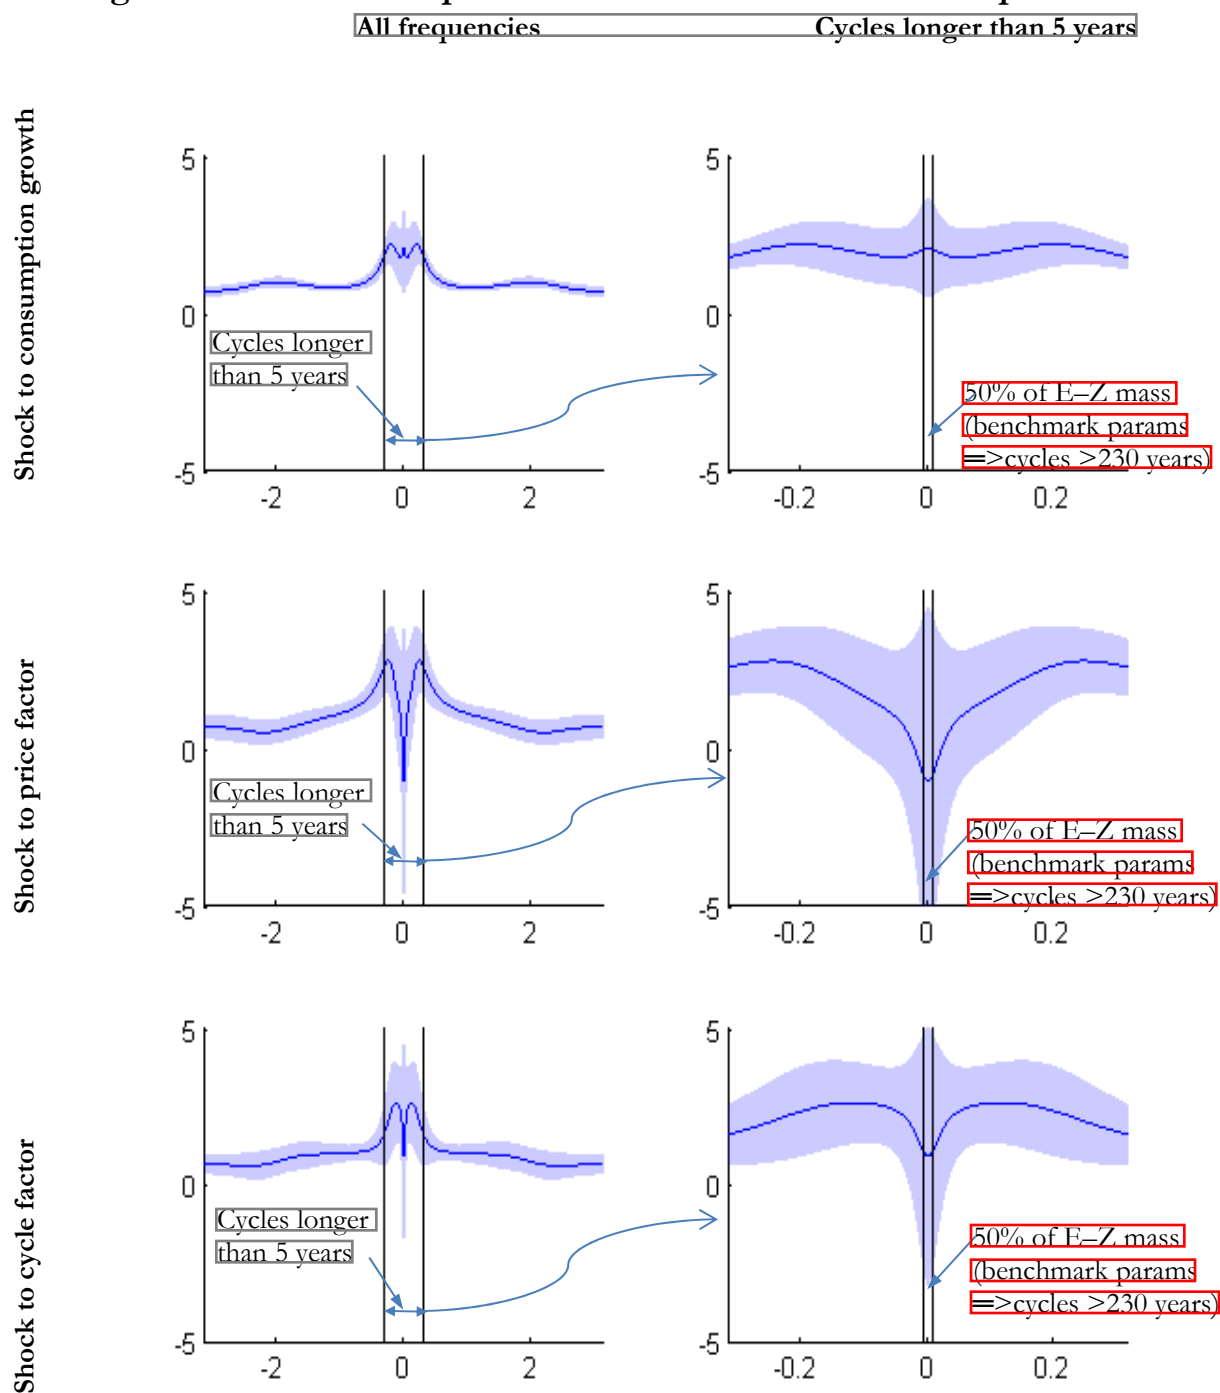 All frequencies Cycles longer than 5 years
Shock to consumption growth
5
0
-5
-2 0 2
Cycles longer
than 5 years
5
0
-5
-0.2 0 0.2
50% of E–Z mass
(benchmark params
=>cycles >230 years)
Shock to price factor
5
0
-5
-2 0 2
Cycles longer
than 5 years
5
0
-5
-0.2 0 0.2
50% of E–Z mass
(benchmark params
=>cycles >230 years)
Shock to cycle factor
5
0
-5
-2 0 2
Cycles longer
than 5 years
5
0
-5
-0.2 0 0.2
50% of E–Z mass
(benchmark params
=>cycles >230 years)